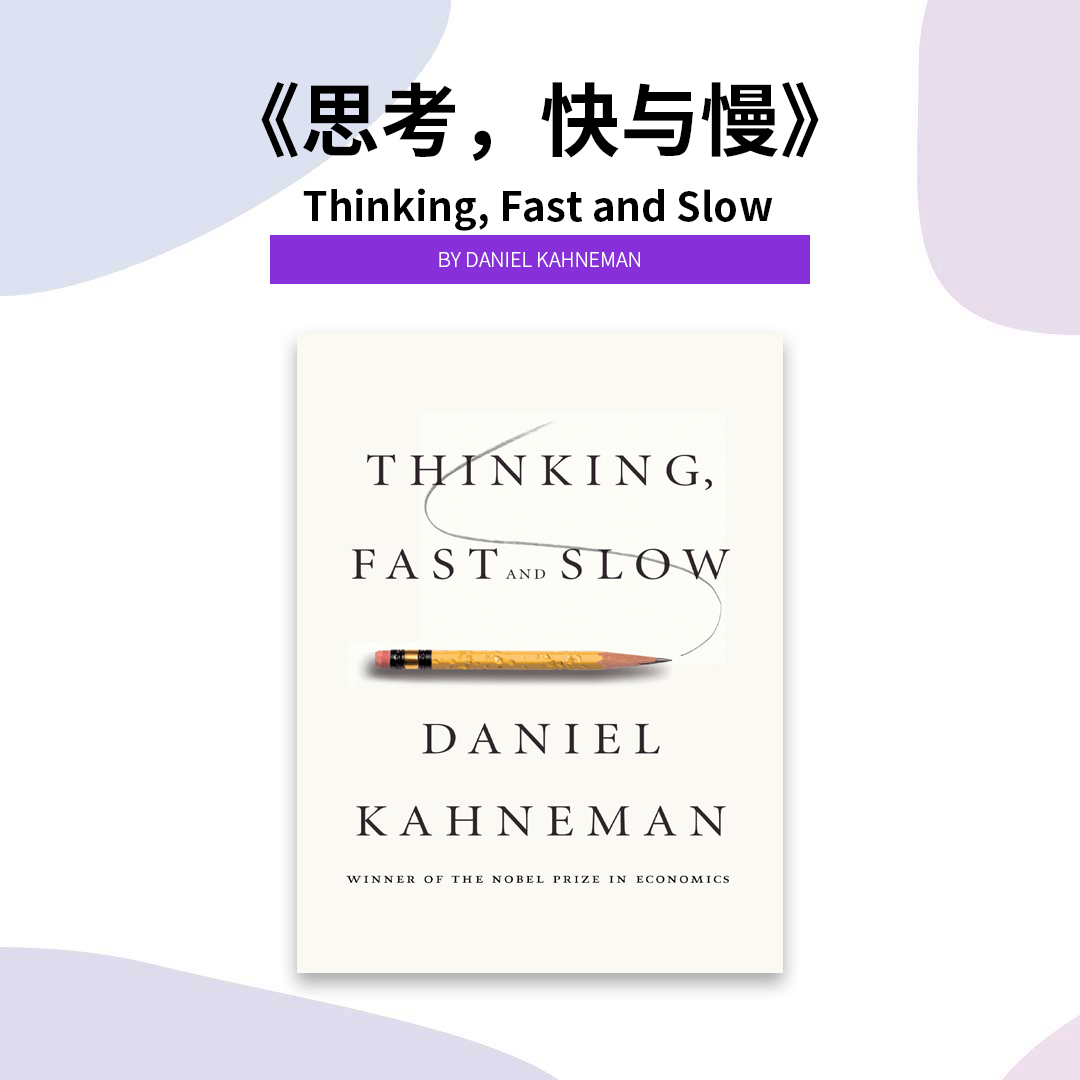 《思考，快与慢》
Thinking, Fast and Slow
BY DANIEL KAHNEMAN
THINKING,
FAST AND SLOW
DANIEL
KAHNEMAN
WINNER OF THE NOBEL PRIZE IN ECONOMICS